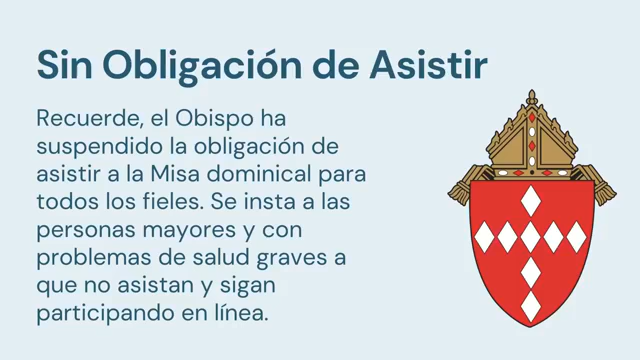 Sin Obligación de Asistir
Recuerde, el Obispo ha
suspendido la obligación de
asistir a la Misa dominical para
todos los fieles. Se insta a las
personas mayores y con
problemas de salud graves a
que no asistan y sigan
participando en línea.